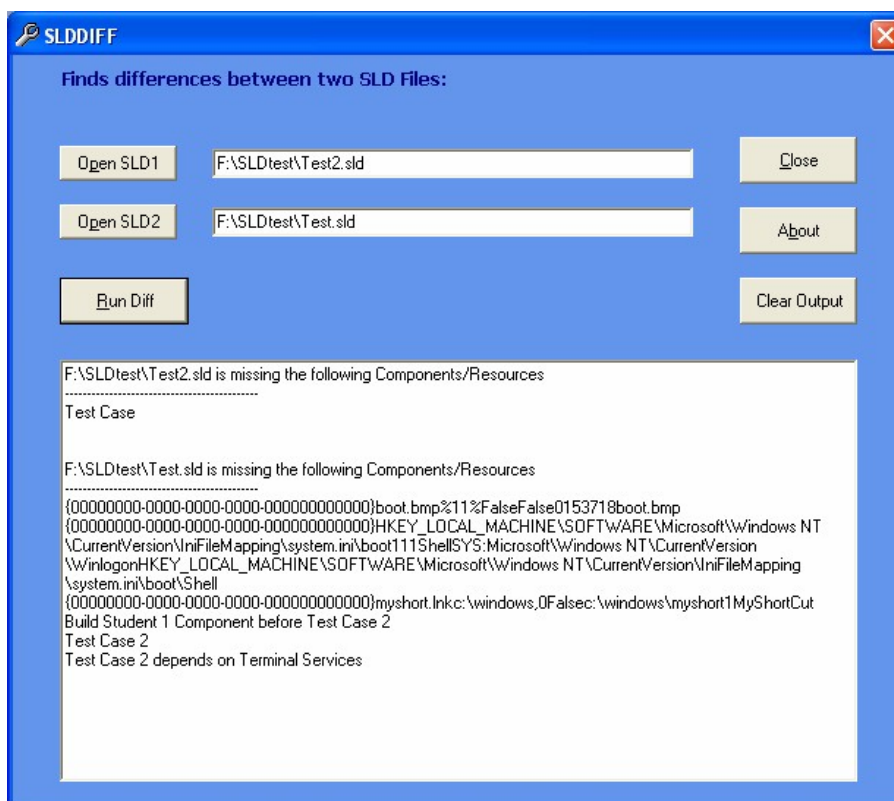 SLDDIFF
Finds differences between two SLD Files:
Open SLD1
F:\SLDtest\Test2.sld
Close
Open SLD2
F:\SLDtest\Test.sld
About
Run Diff
Clear Output
F:\SLDtest\Test2.sld is missing the following Components/Resources
--------------------------------------------
Test Case
F:\SLDtest\Test.sld is missing the following Components/Resources
--------------------------------------------
{00000000-0000-0000-0000-000000000000}boot.bmp%11%FalseFalse0153718boot.bmp
{00000000-0000-0000-0000-000000000000}HKEY_LOCAL_MACHINE\SOFTWARE\Microsoft\Windows NT
\CurrentVersion\IniFileMapping\system.ini\boot111ShellSYS:Microsoft\Windows NT\CurrentVersion
\WinlogonHKEY_LOCAL_MACHINE\SOFTWARE\Microsoft\Windows NT\CurrentVersion\IniFileMapping
\system.ini\boot\Shell
{00000000-0000-0000-0000-000000000000}myshort.lnkc:\windows,0Falsec:\windows\myshort1MyShortCut
Build Student 1 Component before Test Case 2
Test Case 2
Test Case 2 depends on Terminal Services